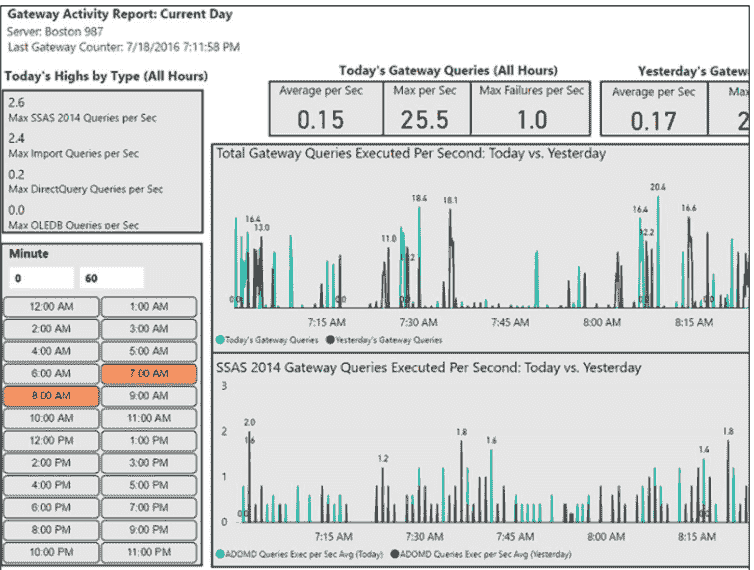 Gateway Activity Report: Current Day
Server: Boston 987
Last Gateway Counter: 7/18/2016 7:11:58 PM
Today's Highs by Type (All Hours)
2.6
Max SSAS 2014 Queries per Sec
2.4
Max Import Queries per Sec
0.2
Max DirectQuery Queries per Sec
0.0
Max OLEDB Queries per Sec
Today's Gateway Queries (All Hours)
Average per Sec Max per Sec Max Failures per Sec
0.15 25.5 1.0
Yesterday's Gatew
Average per Sec Max
0.17 2
Minute
0 60
12:00 AM 1:00 AM
2:00 AM 3:00 AM
4:00 AM 5:00 AM
6:00 AM 7:00 AM
8:00 AM 9:00 AM
10:00 AM 11:00 AM
12:00 PM 1:00 PM
2:00 PM 3:00 PM
4:00 PM 5:00 PM
6:00 PM 7:00 PM
8:00 PM 9:00 PM
10:00 PM 11:00 PM
Total Gateway Queries Executed Per Second: Today vs. Yesterday
20.4
18.4 18.1
16.4 16.4 16.6
13.0
11.0
0.0 0.0 0.0 0.0
7:15 AM 7:30 AM 7:45 AM 8:00 AM 8:15 AM
Today's Gateway Queries Yesterday's Gateway Queries
SSAS 2014 Gateway Queries Executed Per Second: Today vs. Yesterday
3
2
1
0
2.0 1.8 1.8
1.6 1.6
1.4
1.2
7:15 AM 7:30 AM 7:45 AM 8:00 AM 8:15 AM
ADOMD Queries Exec per Sec Avg (Today) ADOMD Queries Exec per Sec Avg (Yesterday)